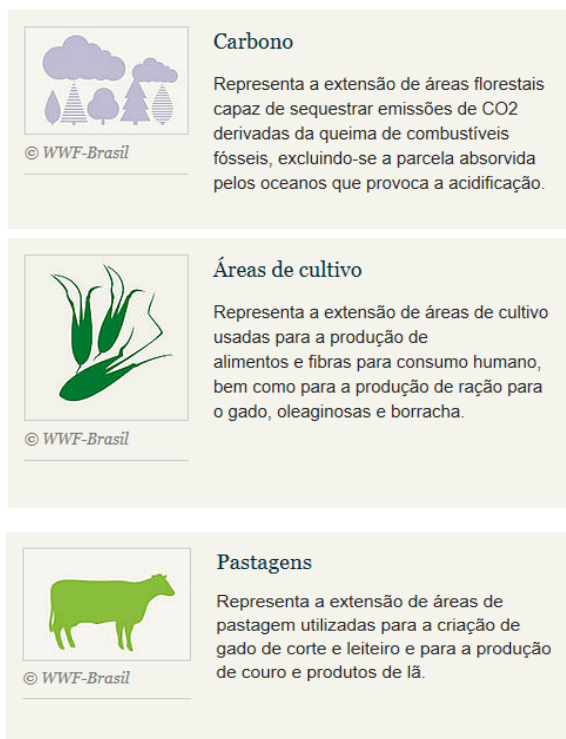 Carbono
Representa a extensão de áreas florestais
capaz de sequestrar emissões de CO2
derivadas da queima de combustíveis
fósseis, excluindo-se a parcela absorvida
pelos oceanos que provoca a acidificação.
© WWF-Brasil
Áreas de cultivo
Representa a extensão de áreas de cultivo
usadas para a produção de
alimentos e fibras para consumo humano,
bem como para a produção de ração para
o gado, oleaginosas e borracha.
© WWF-Brasil
Pastagens
Representa a extensão de áreas de
pastagem utilizadas para a criação de
gado de corte e leiteiro e para a produção
de couro e produtos de lã.
© WWF-Brasil